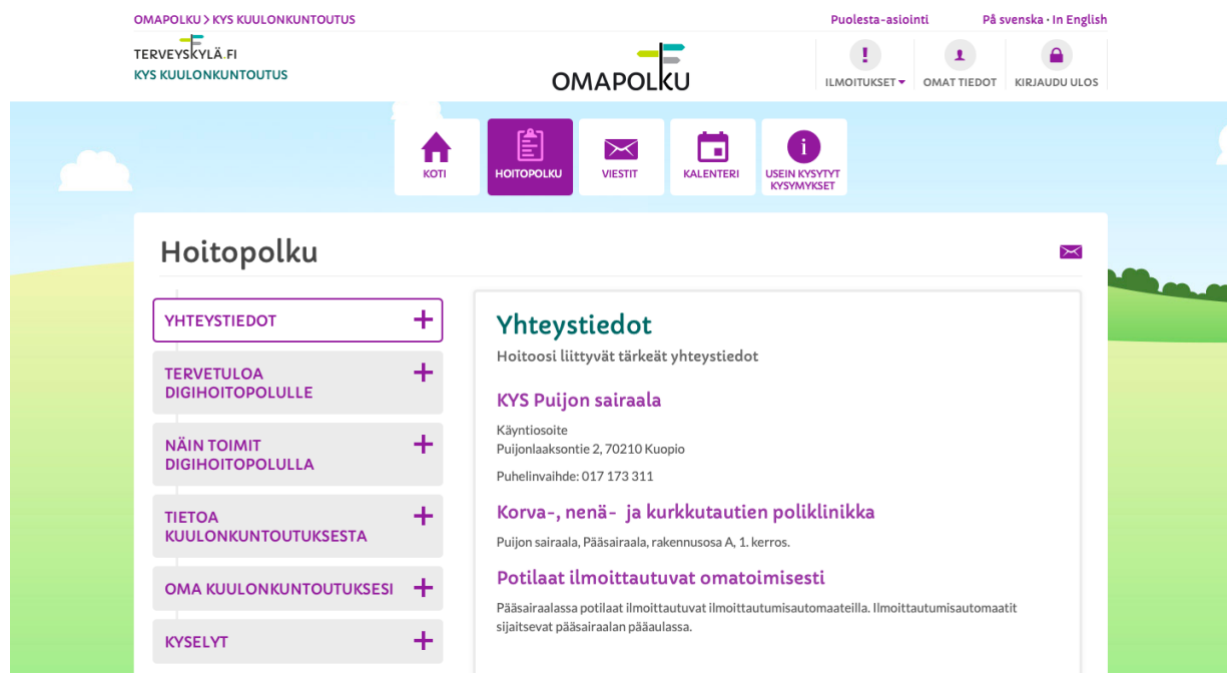 OMAPOLKU > KYS KUULONKUNTOUTUS
Puolesta-asiointi
På svenska · In English
TERVEYSKYLÄ.FI
KYS KUULONKUNTOUTUS
OMAPOLKU
ILMOITUKSET
OMAT TIEDOT
KIRJAUDU ULOS
KOTI
HOITOPOLKU
VIESTIT
KALENTERI
USEIN KYSYTYT
KYSYMYKSET
Hoitopolku
YHTEYSTIEDOT
TERVETULOA
DIGIHOITOPOLULLE
NÄIN TOIMIT
DIGIHOITOPOLULLA
TIETOA
KUULONKUNTOUTUKSESTA
OMA KUULONKUNTOUTUKSESI
KYSELYT
Yhteystiedot
Hoitoosi liittyvät tärkeät yhteystiedot
KYS Puijon sairaala
Käyntiosoite
Puijonlaaksontie 2, 70210 Kuopio
Puhelinvaihde: 017 173 311
Korva-, nenä- ja kurkkutautien poliklinikka
Puijon sairaala, Pääsairaala, rakennusosa A, 1. kerros.
Potilaat ilmoittautuvat omatoimisesti
Pääsairaalassa potilaat ilmoittautuvat ilmoittautumisautomaateilla. Ilmoittautumisautomaatit
sijaitsevat pääsairaalan pääaulassa.